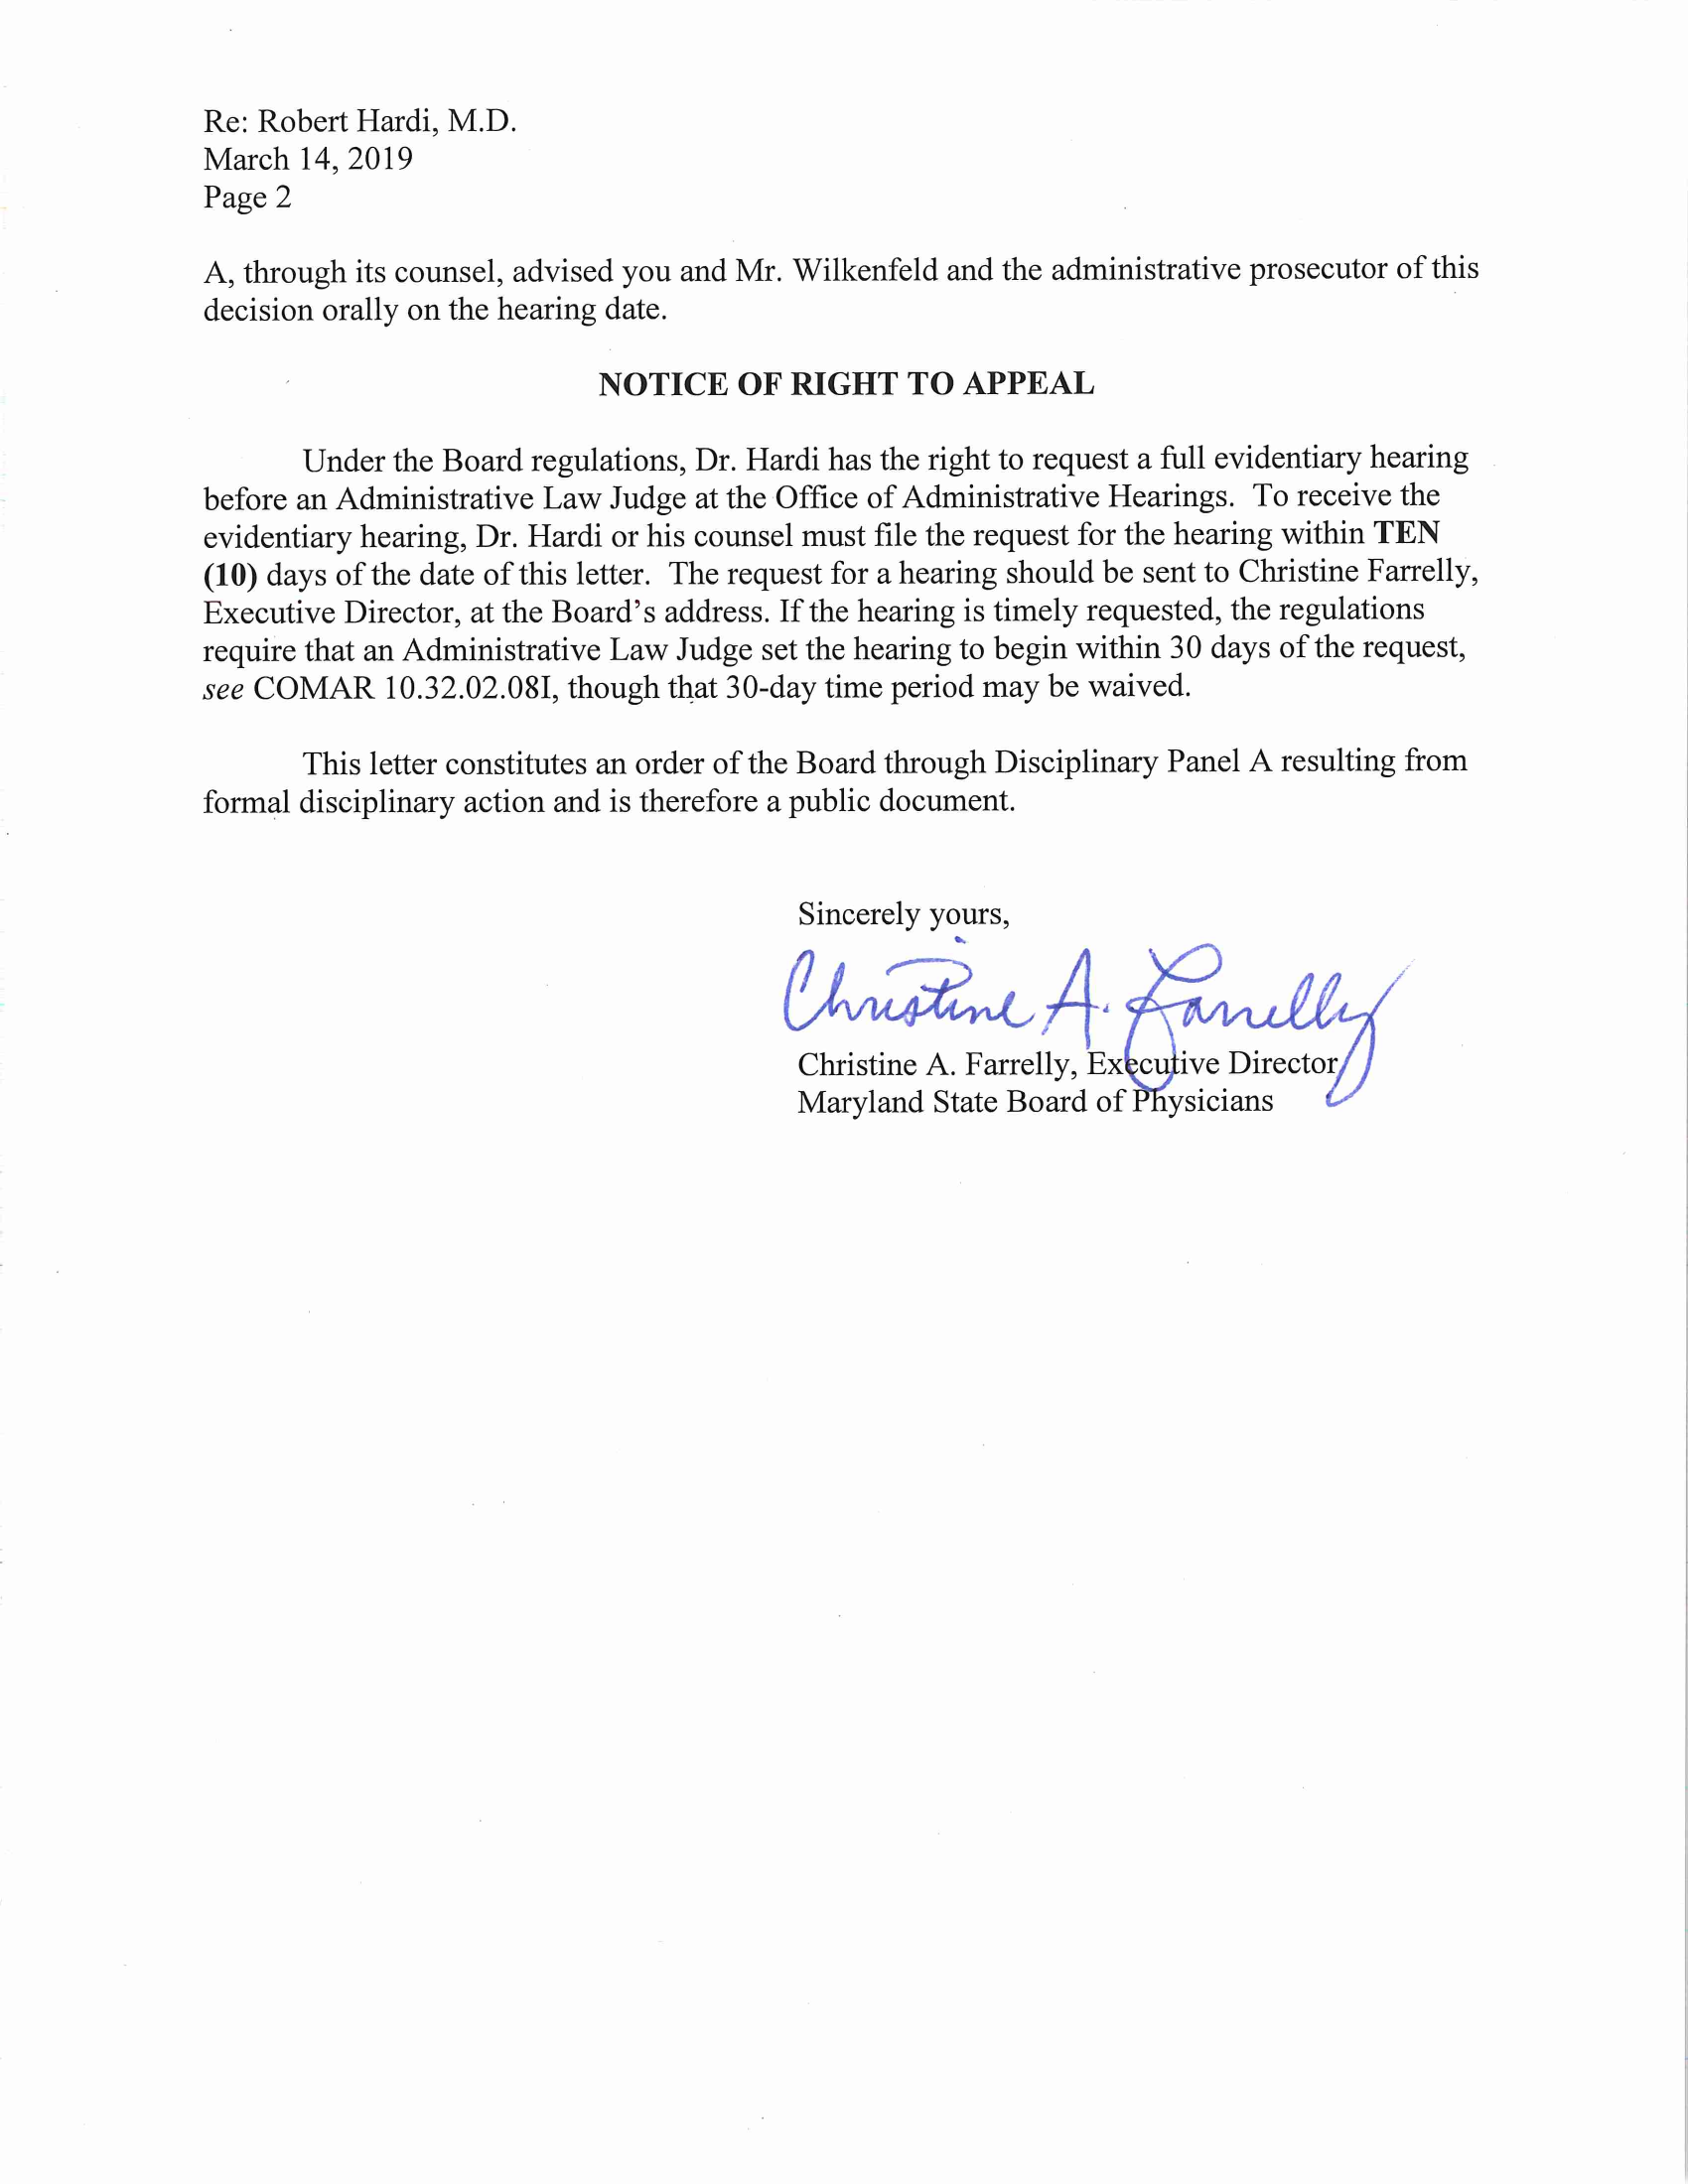 Re: Robert Hardi, M.D.
March 14, 2019
Page 2
A, through its counsel, advised you and Mr. Wilkenfeld and the administrative prosecutor of this
decision orally on the hearing date.
NOTICE OF RIGHT TO APPEAL
Under the Board regulations, Dr. Hardi has the right to request a full evidentiary hearing
before an Administrative Law Judge at the Office of Administrative Hearings. To receive the
evidentiary hearing, Dr. Hardi or his counsel must file the request for the hearing within TEN
(10) days of the date of this letter. The request for a hearing should be sent to Christine Farrelly,
Executive Director, at the Board's address. If the hearing is timely requested, the regulations
require that an Administrative Law Judge set the hearing to begin within 30 days of the request,
see COMAR 10.32.02.08I, though that 30-day time period may be waived.
This letter constitutes an order of the Board through Disciplinary Panel A resulting from
formal disciplinary action and is therefore a public document.
Sincerely yours,
Christine A. Farrelly
Christine A. Farrelly, Executive Director
Maryland State Board of Physicians